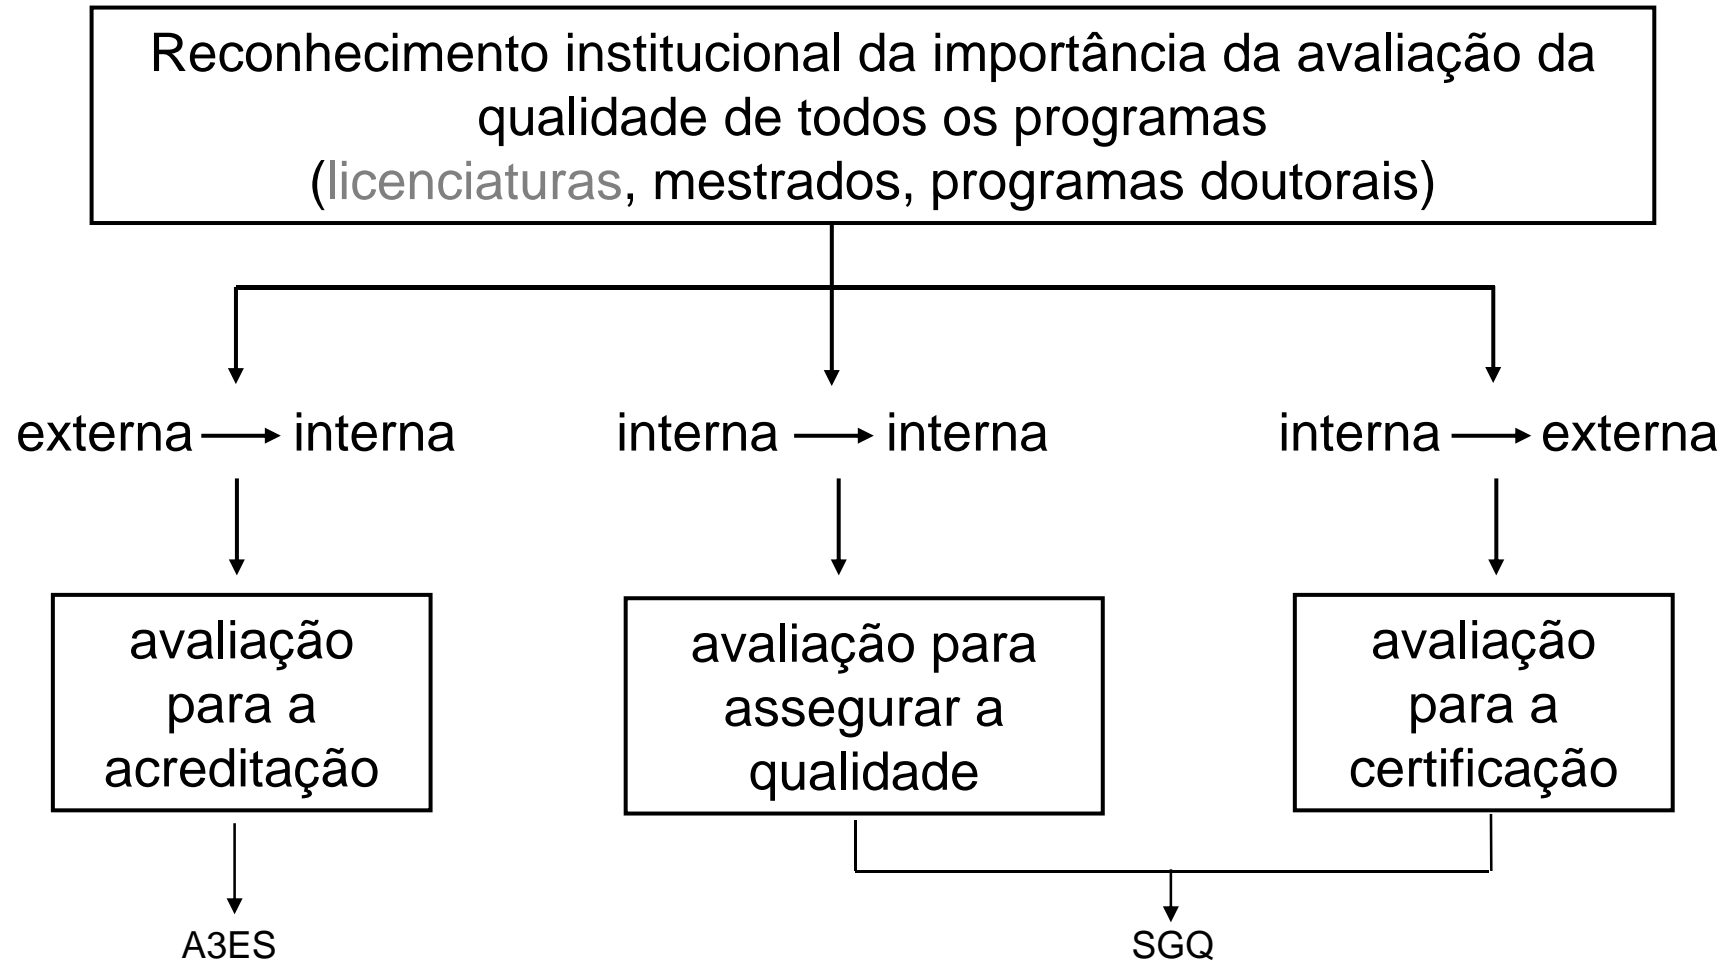 Reconhecimento institucional da importância da avaliação da
qualidade de todos os programas
(licenciaturas, mestrados, programas doutorais)
externa interna
interna interna
interna externa
avaliação
para a
acreditação
avaliação para
assegurar a
qualidade
avaliação
para a
certificação
A3ES
SGQ